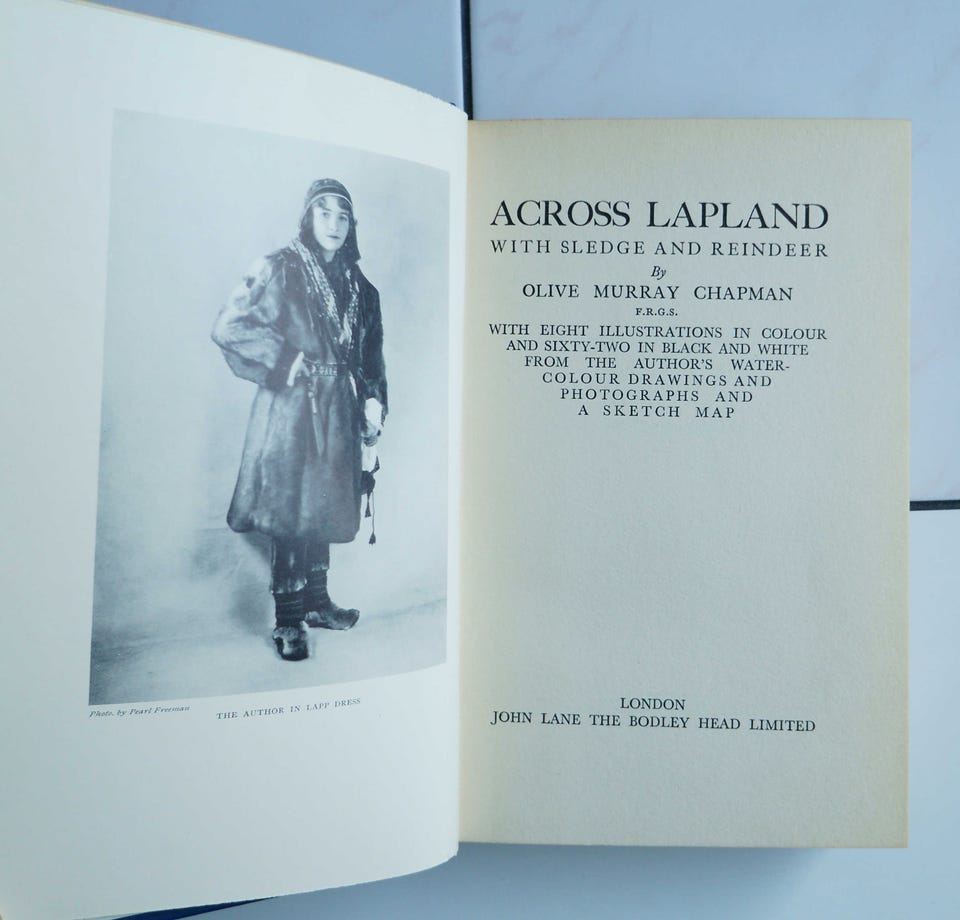 Photo. by Pearl Freeman
THE AUTHOR IN LAPP DRESS
ACROSS LAPLAND
WITH SLEDGE AND REINDEER
By
OLIVE MURRAY CHAPMAN
F.R.G.S.
WITH EIGHT ILLUSTRATIONS IN COLOUR
AND SIXTY-TWO IN BLACK AND WHITE
FROM THE AUTHOR'S WATER-
COLOUR DRAWINGS AND
PHOTOGRAPHS AND
A SKETCH MAP
LONDON
JOHN LANE THE BODLEY HEAD LIMITED